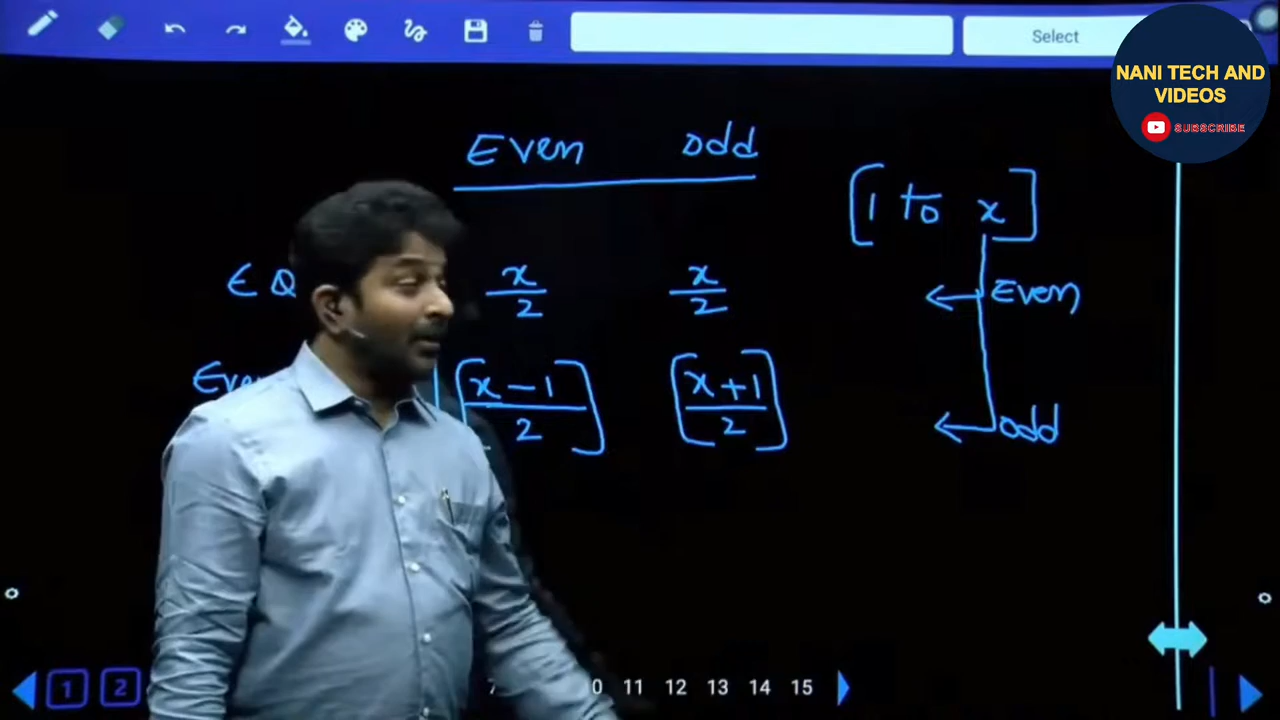 Select
NANI TECH AND
VIDEOS
SUBSCRIBE
Even odd
[1 to x]
E Q x/2 x/2
Even
[x-1/2] [x+1/2]
odd
1 2 11 12 13 14 15